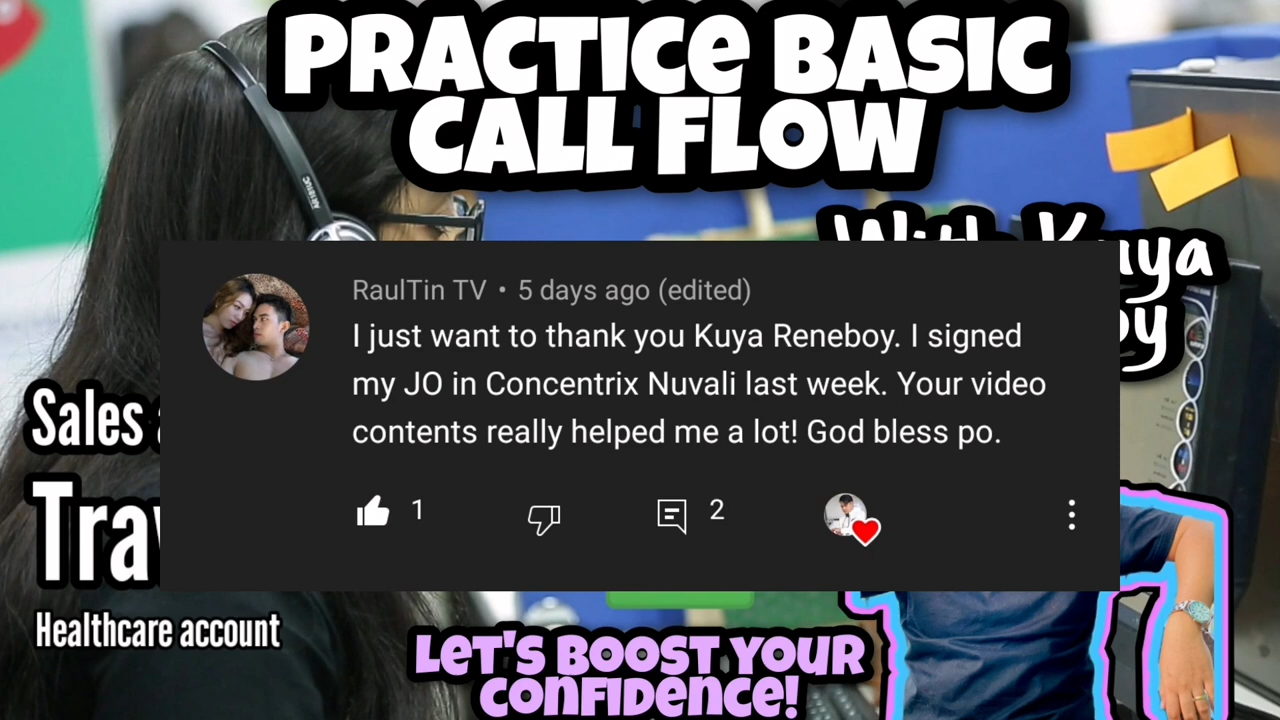 PRACTICE BASIC
CALL FLOW
With Kuya
RaulTin TV • 5 days ago (edited)
I just want to thank you Kuya Reneboy. I signed
my JO in Concentrix Nuvali last week. Your video
contents really helped me a lot! God bless po.
1
2
Sales
Healthcare account
LET'S BOOST YOUR
CONFIDENCE!